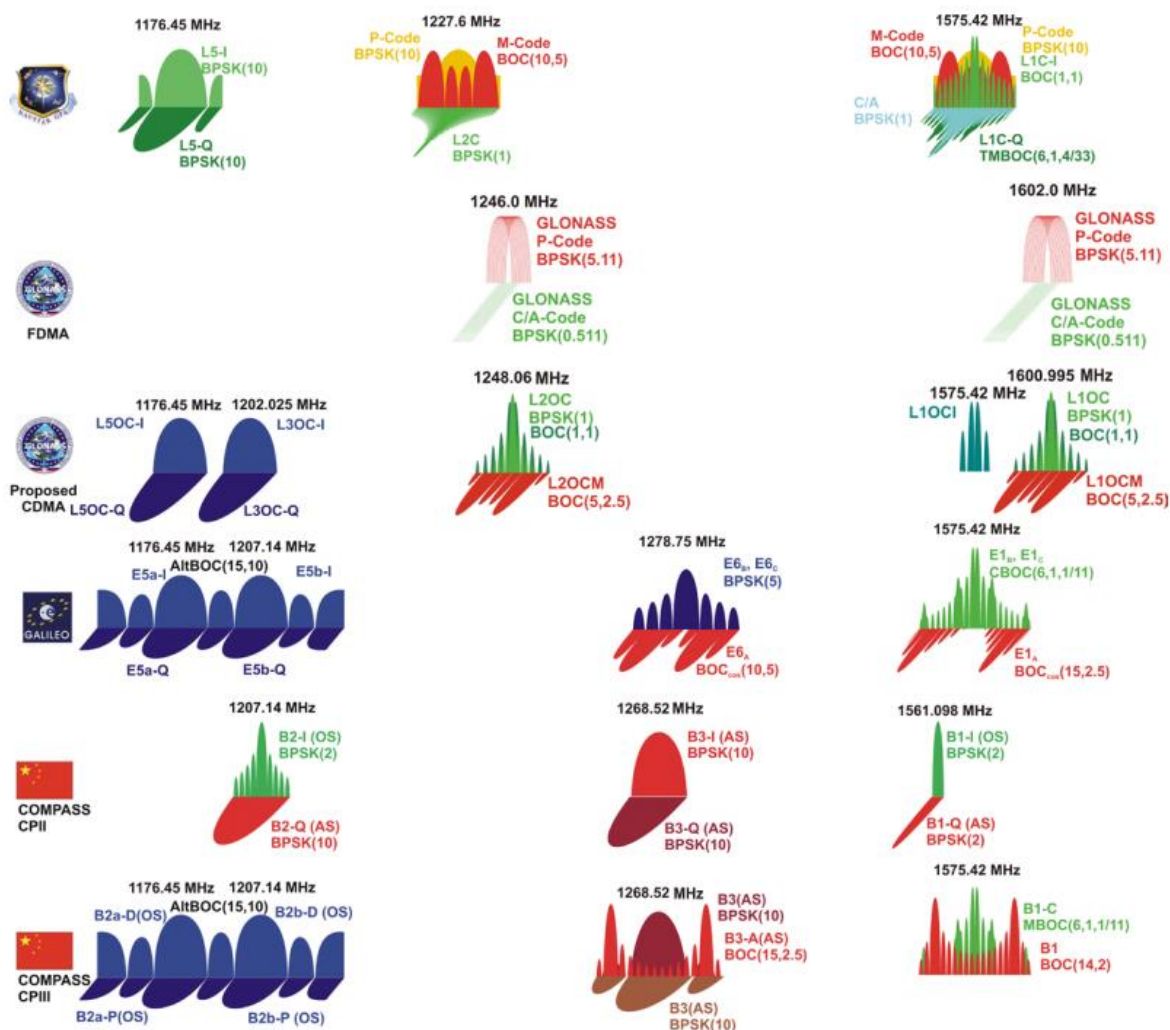 1176.45 MHz
L5-I
BPSK(10)
L5-Q
BPSK(10)
1227.6 MHz
P-Code
BPSK(10)
M-Code
BOC(10,5)
L2C
BPSK(1)
1575.42 MHz
M-Code
BOC(10,5)
P-Code
BPSK(10)
L1C-I
BOC(1,1)
C/A
BPSK(1)
L1C-Q
TMBOC(6,1,4/33)
GLONASS
FDMA
1246.0 MHz
GLONASS
P-Code
BPSK(5.11)
GLONASS
C/A-Code
BPSK(0.511)
1602.0 MHz
GLONASS
P-Code
BPSK(5.11)
GLONASS
C/A-Code
BPSK(0.511)
GLONASS
Proposed
CDMA
1176.45 MHz 1202.025 MHz
L5OC-I
L3OC-I
L5OC-Q
L3OC-Q
1248.06 MHz
L2OC
BPSK(1)
BOC(1,1)
L2OCM
BOC(5,2.5)
1575.42 MHz
L1OCI
1600.995 MHz
L1OC
BPSK(1)
BOC(1,1)
L1OCM
BOC(5,2.5)
GALILEO
1176.45 MHz 1207.14 MHz
AltBOC(15,10)
E5a-I
E5b-I
E5a-Q
E5b-Q
1278.75 MHz
E6B, E6C
BPSK(5)
E6A
BOCcos(10,5)
1575.42 MHz
E1B, E1C
CBOC(6,1,1/11)
E1A
BOCcos(15,2.5)
COMPASS
CPII
1207.14 MHz
B2-I (OS)
BPSK(2)
B2-Q (AS)
BPSK(10)
1268.52 MHz
B3-I (AS)
BPSK(10)
B3-Q (AS)
BPSK(10)
1561.098 MHz
B1-I (OS)
BPSK(2)
B1-Q (AS)
BPSK(2)
COMPASS
CPIII
1176.45 MHz 1207.14 MHz
AltBOC(15,10)
B2a-D(OS)
B2b-D (OS)
B2a-P(OS)
B2b-P (OS)
1268.52 MHz
B3(AS)
BPSK(10)
B3-A(AS)
BOC(15,2.5)
B3(AS)
BPSK(10)
1575.42 MHz
B1-C
MBOC(6,1,1/11)
B1
BOC(14,2)